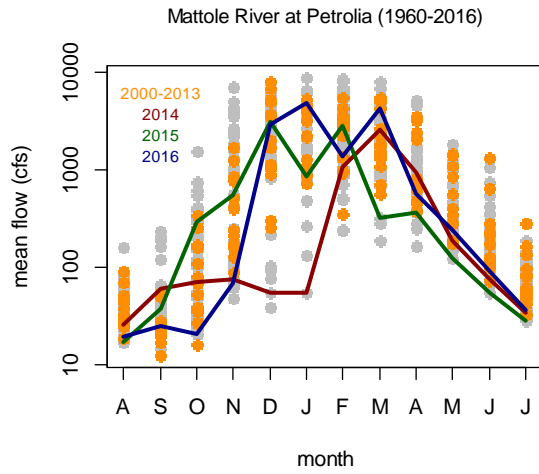 Mattole River at Petrolia (1960-2016)
10000
1000
100
10
mean flow (cfs)
2000-2013
2014
2015
2016
A S O N D J F M A M J J
month